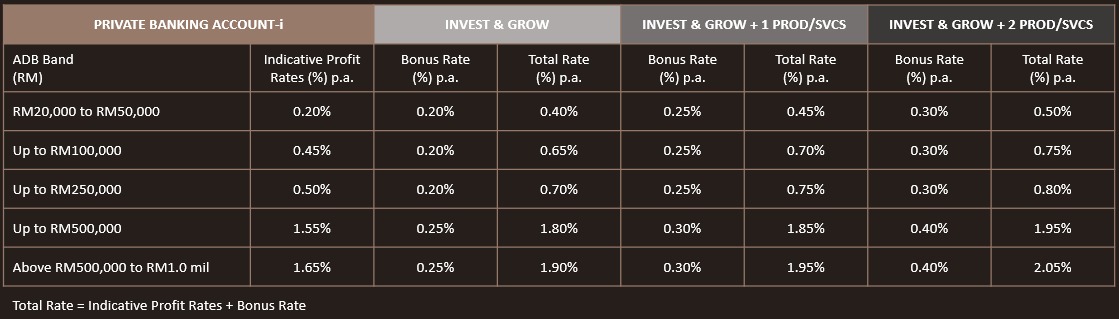 PRIVATE BANKING ACCOUNT-i INVEST & GROW INVEST & GROW + 1 PROD/SVCS INVEST & GROW + 2 PROD/SVCS
ADB Band Indicative Profit Bonus Rate Total Rate Bonus Rate Total Rate Bonus Rate Total Rate
(RM) Rates (%) p.a. (%) p.a. (%) p.a. (%) p.a. (%) p.a. (%) p.a. (%) p.a.
RM20,000 to RM50,000 0.20% 0.20% 0.40% 0.25% 0.45% 0.30% 0.50%
Up to RM100,000 0.45% 0.20% 0.65% 0.25% 0.70% 0.30% 0.75%
Up to RM250,000 0.50% 0.20% 0.70% 0.25% 0.75% 0.30% 0.80%
Up to RM500,000 1.55% 0.25% 1.80% 0.30% 1.85% 0.40% 1.95%
Above RM500,000 to RM1.0 mil 1.65% 0.25% 1.90% 0.30% 1.95% 0.40% 2.05%
Total Rate = Indicative Profit Rates + Bonus Rate